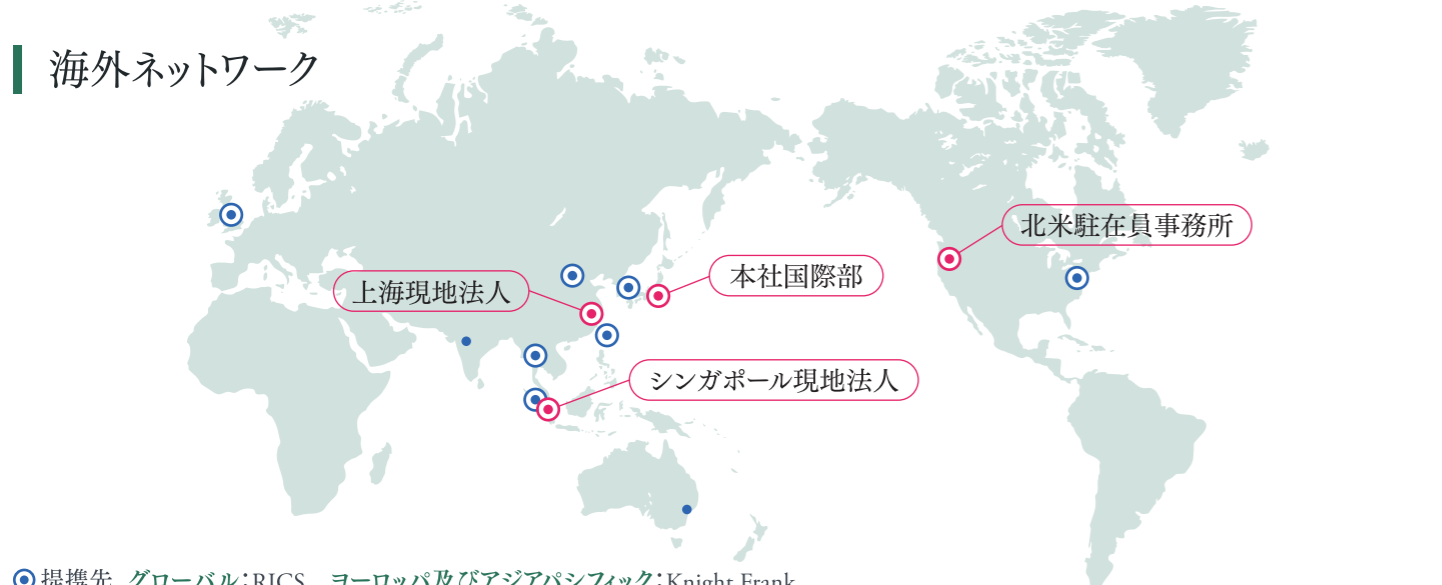 海外ネットワーク
北米駐在員事務所
本社国際部
上海現地法人
シンガポール現地法人
提携先 グローバル：RICS ヨーロッパ及びアジアパシフィック：Knight Frank